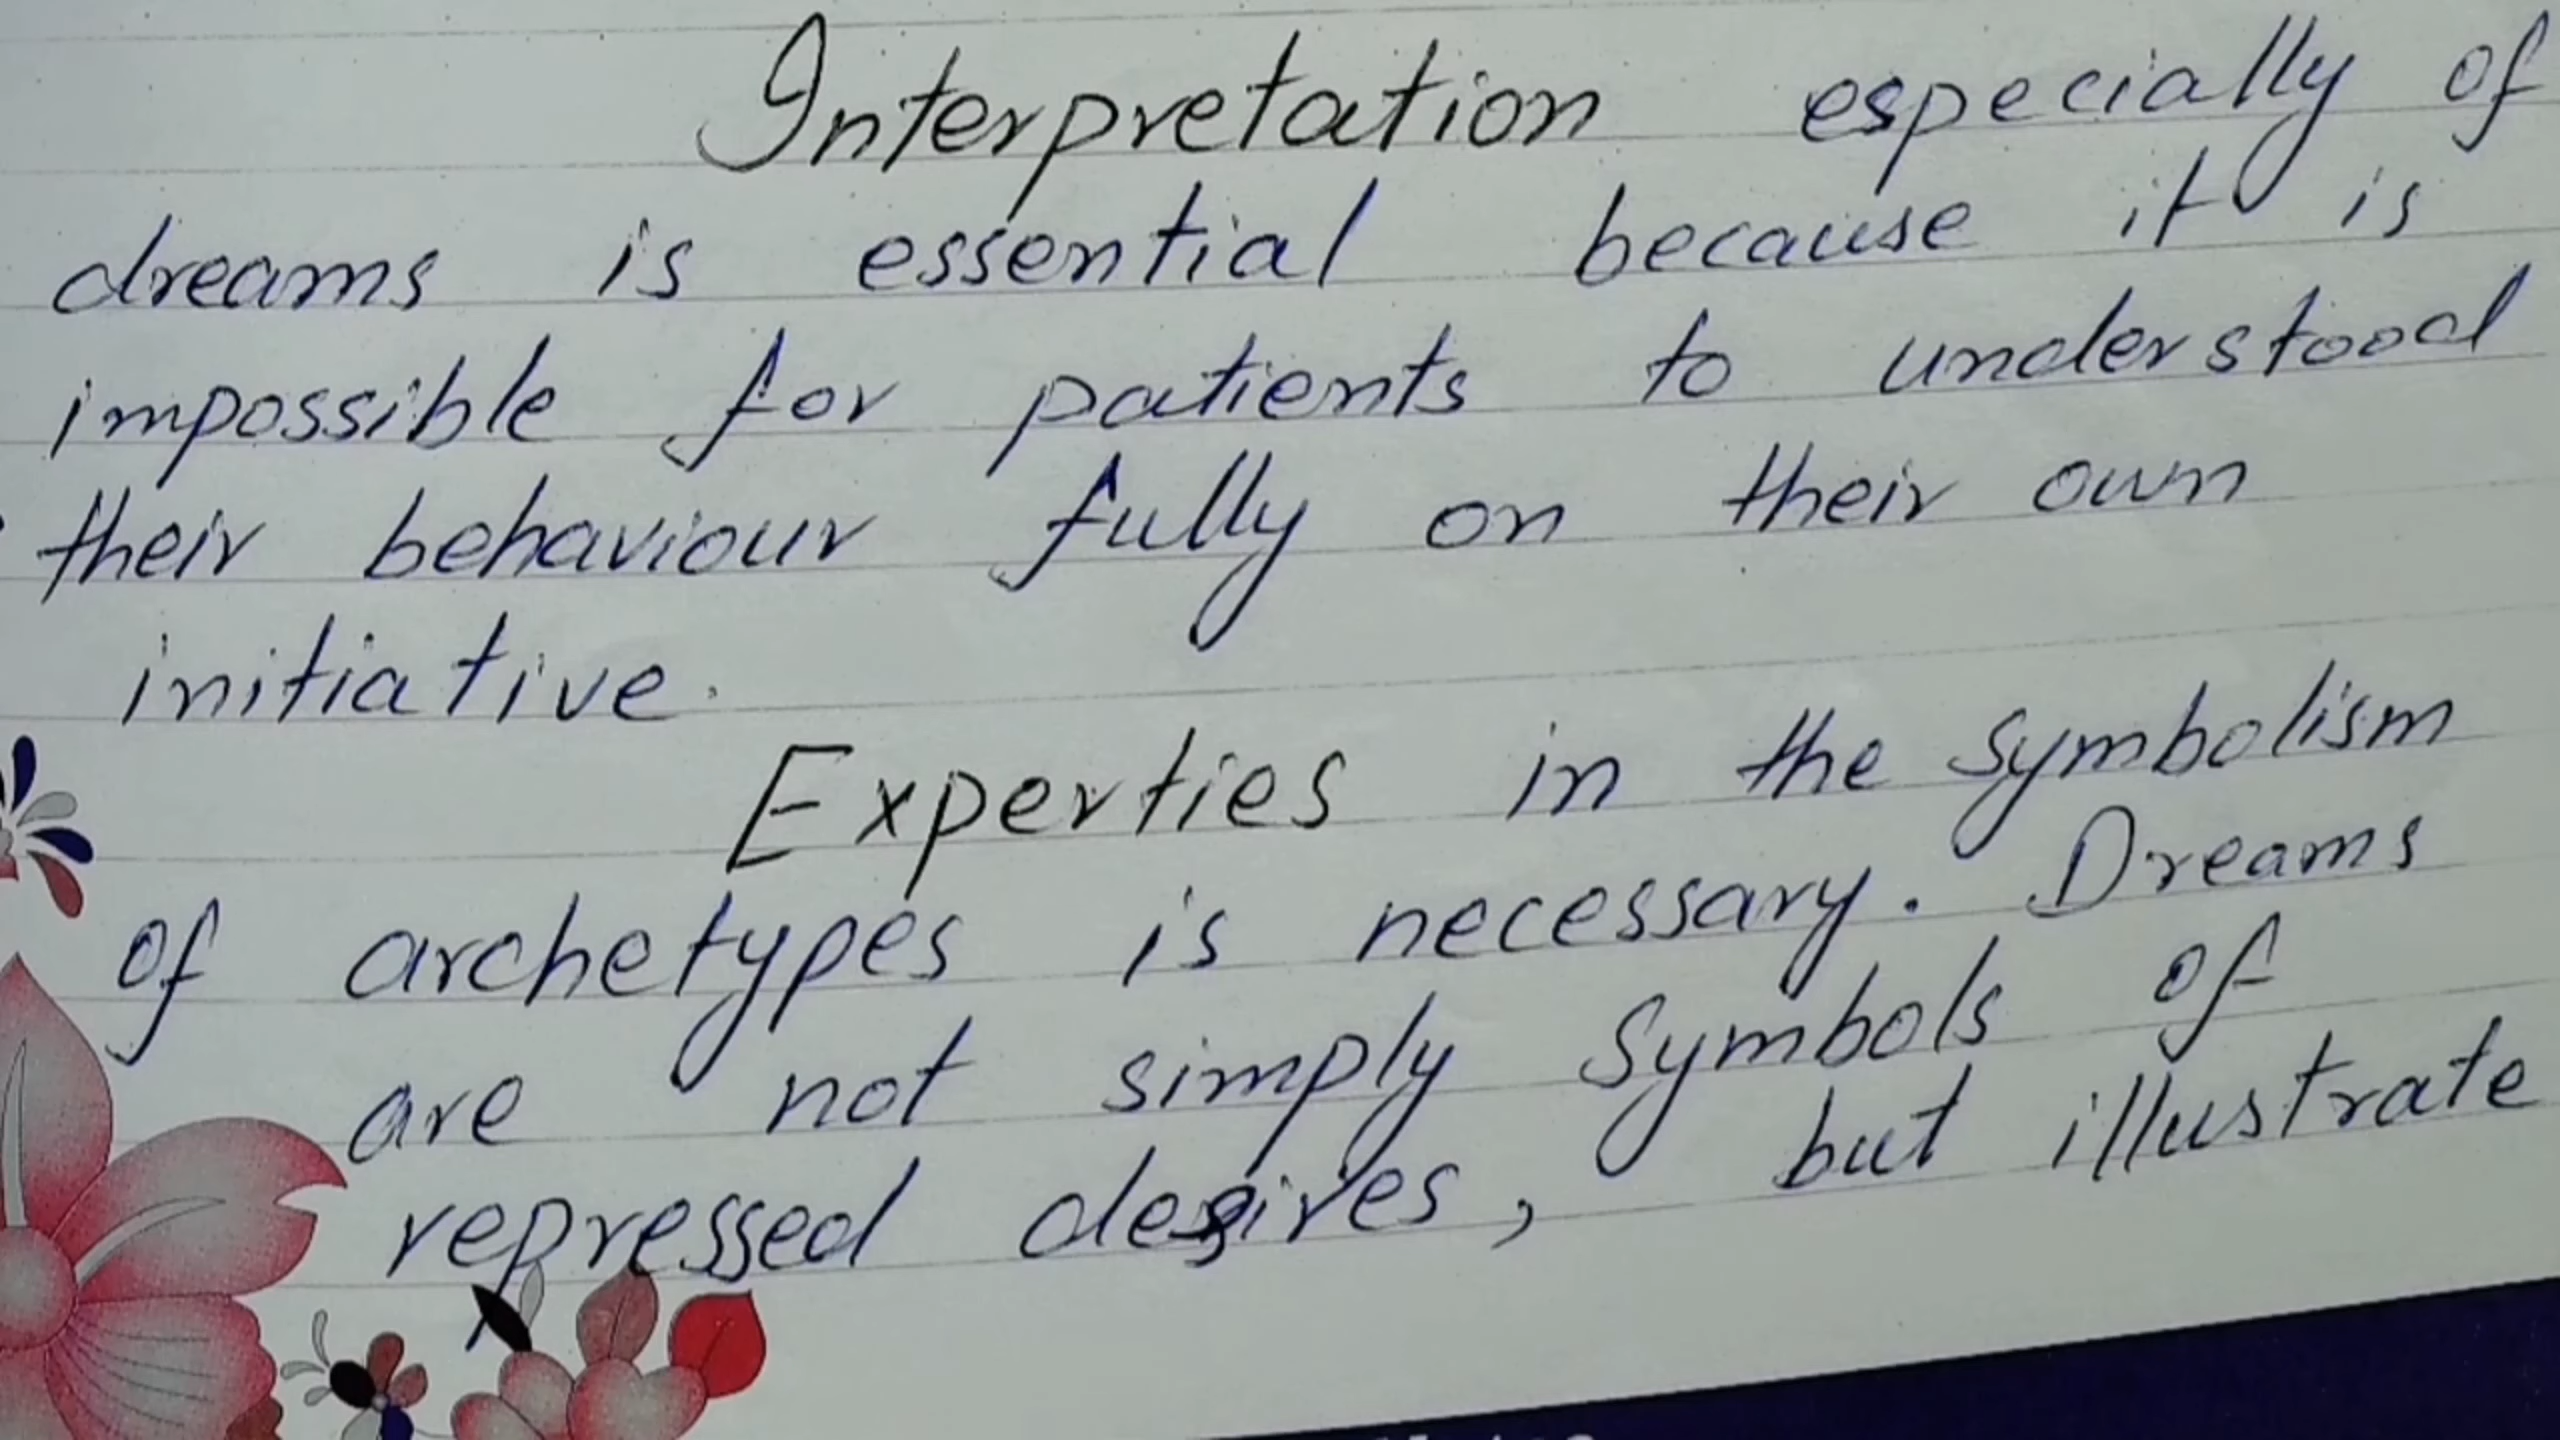 Interpretation especially of
dreams is essential because it is
impossible for patients to understood
their behaviour fully on their own
initiative.
Experties in the symbolism
of archetypes is necessary. Dreams
are not simply symbols of
repressed desires, but illustrate